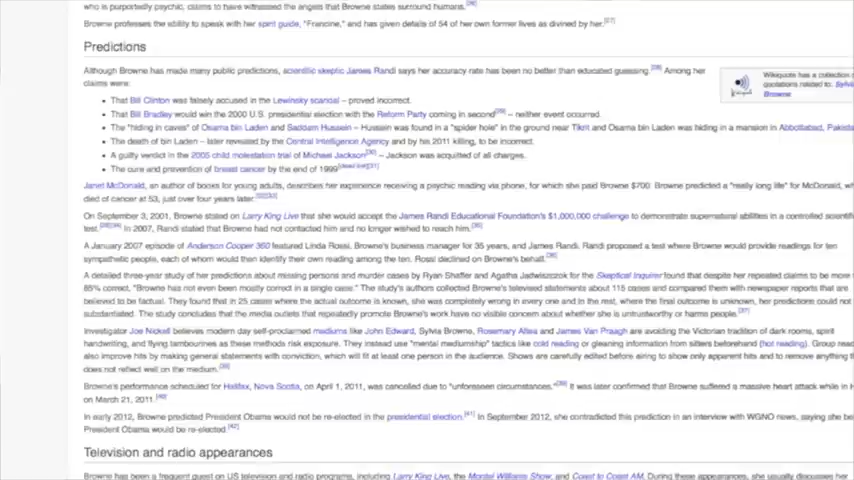 who is purportedly psychic, claims to have witnessed the angels that Browne states surround humans.[26]
Browne professes the ability to speak with her spirit guide, "Francine," and has given details of 54 of her own former lives as divined by her.[27]
Predictions
Although Browne has made many public predictions, scientific skeptic James Randi says her accuracy rate has been no better than educated guessing.[28] Among her
claims were:
Wikiquote has a collection of
quotations related to: Sylvia
Browne
• That Bill Clinton was falsely accused in the Lewinsky scandal – proved incorrect.
• That Bill Bradley would win the 2000 U.S. presidential election with the Reform Party coming in second[29] – neither event occurred.
• The "hiding in caves" of Osama bin Laden and Saddam Hussein – Hussein was found in a "spider hole" in the ground near Tikrit and Osama bin Laden was hiding in a mansion in Abbottabad, Pakista
• The death of bin Laden – later revealed by the Central Intelligence Agency and by his 2011 killing, to be incorrect.
• A guilty verdict in the 2005 child molestation trial of Michael Jackson[30] – Jackson was acquitted of all charges.
• The cure and prevention of breast cancer by the end of 1999[dead link][31]
Janet McDonald, an author of books for young adults, describes her experience receiving a psychic reading via phone, for which she paid Browne $700. Browne predicted a "really long life" for McDonald, w
died of cancer at 53, just over four years later.[32][33]
On September 3, 2001, Browne stated on Larry King Live that she would accept the James Randi Educational Foundation's $1,000,000 challenge to demonstrate supernatural abilities in a controlled scientific
test.[33][34] In 2007, Randi stated that Browne had not contacted him and no longer wished to reach him.[35]
A January 2007 episode of Anderson Cooper 360 featured Linda Rossi, Browne's business manager for 35 years, and James Randi. Randi proposed a test where Browne would provide readings for ten
sympathetic people, each of whom would then identify their own reading among the ten. Rossi declined on Browne's behalf.[36]
A detailed three-year study of her predictions about missing persons and murder cases by Ryan Shaffer and Agatha Jadwiszczok for the Skeptical Inquirer found that despite her repeated claims to be more
85% correct, "Browne has not even been mostly correct in a single case." The study's authors collected Browne's televised statements about 115 cases and compared them with newspaper reports that are
believed to be factual. They found that in 25 cases where the actual outcome is known, she was completely wrong in every one and in the rest, where the final outcome is unknown, her predictions could not
substantiated. The study concludes that the media outlets that repeatedly promote Browne's work have no visible concern about whether she is untrustworthy or harms people.[37]
Investigator Joe Nickell believes modern day self-proclaimed mediums like John Edward, Sylvia Browne, Rosemary Altea and James Van Praagh are avoiding the Victorian tradition of dark rooms, spirit
handwriting, and flying tambourines as these methods risk exposure. They instead use "mental mediumship" tactics like cold reading or gleaning information from sitters beforehand (hot reading). Group read
also improve hits by making general statements with conviction, which will fit at least one person in the audience. Shows are carefully edited before airing to show only apparent hits and to remove anything t
does not reflect well on the medium.[38]
Browne's performance scheduled for Halifax, Nova Scotia, on April 1, 2011, was cancelled due to "unforeseen circumstances."[39] It was later confirmed that Browne suffered a massive heart attack while in H
on March 21, 2011.[40]
In early 2012, Browne predicted President Obama would not be re-elected in the presidential election.[41] In September 2012, she contradicted this prediction in an interview with WGNO news, saying she be
President Obama would be re-elected.[42]
Television and radio appearances
Browne has been a frequent guest on US television and radio programs, including Larry King Live, the Montel Williams Show, and Coast to Coast AM. During these appearances, she usually discusses her